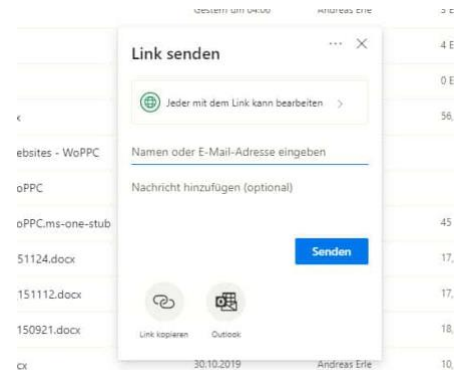 Gestern um 04:00 Andreas Erle
Link senden
4 E
0 E
Jeder mit dem Link kann bearbeiten
56,
ebsites - WoPPC
Namen oder E-Mail-Adresse eingeben
oPPC
Nachricht hinzufügen (optional)
oPPC.ms-one-stub
45
Senden
51124.docx
17,
151112.docx
17,
150921.docx
18,
Link kopieren Outlook
cx 30.10.2019 Andreas Erle 10,